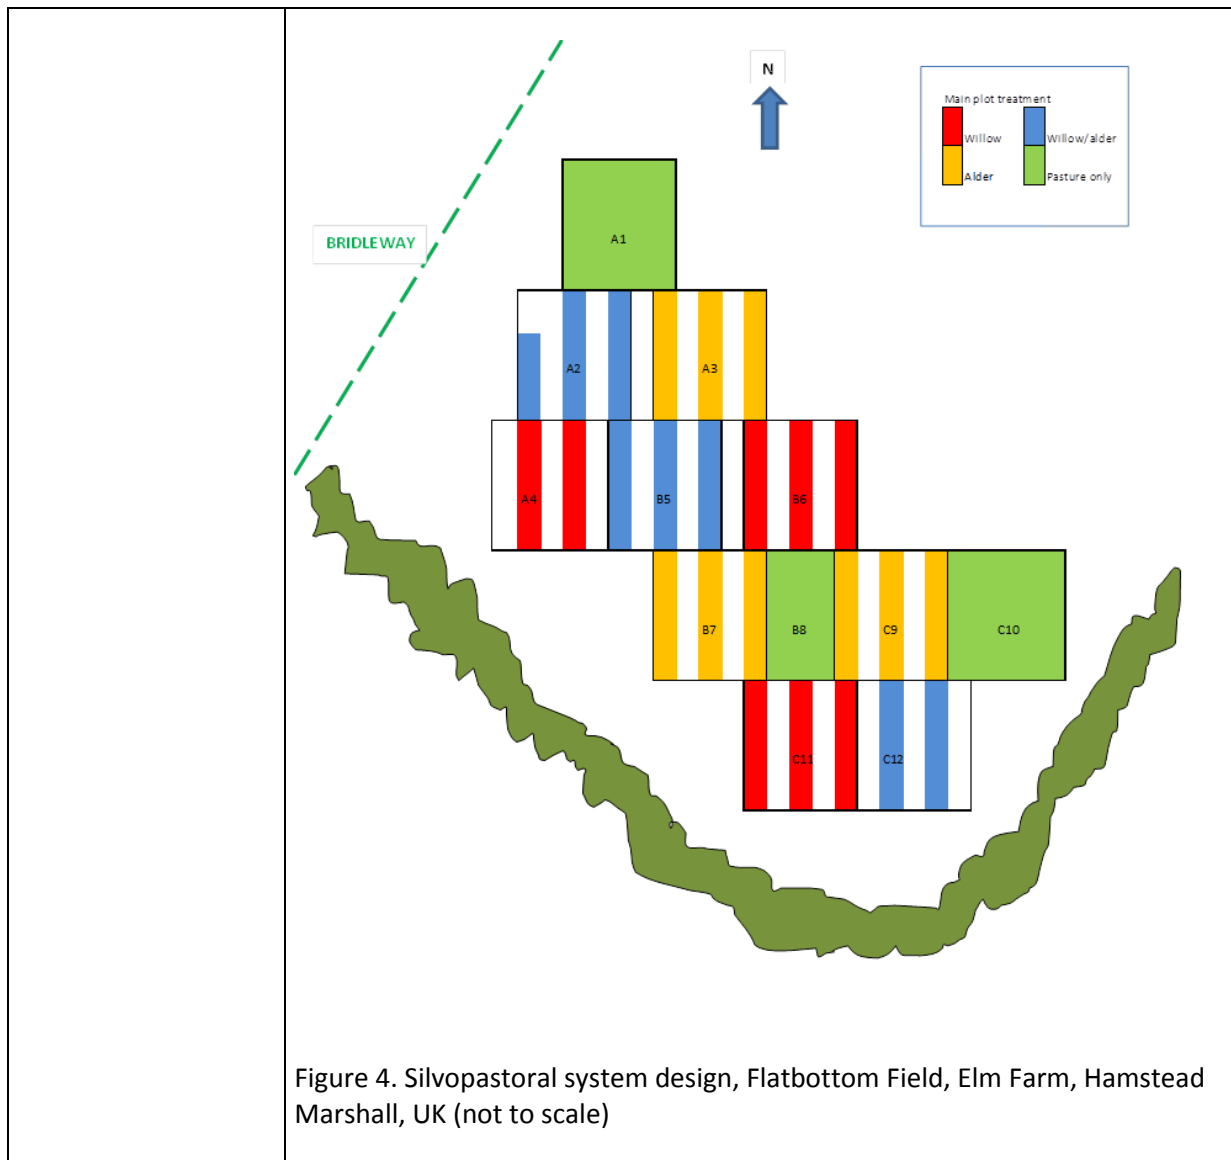 N
Main plot treatment
Willow
Willow/alder
Alder
Pasture only
BRIDLEWAY
A1
A2
A3
A4
B5
B6
B7
B8
C9
C10
C11
C12
Figure 4. Silvopastoral system design, Flatbottom Field, Elm Farm, Hamstead
Marshall, UK (not to scale)